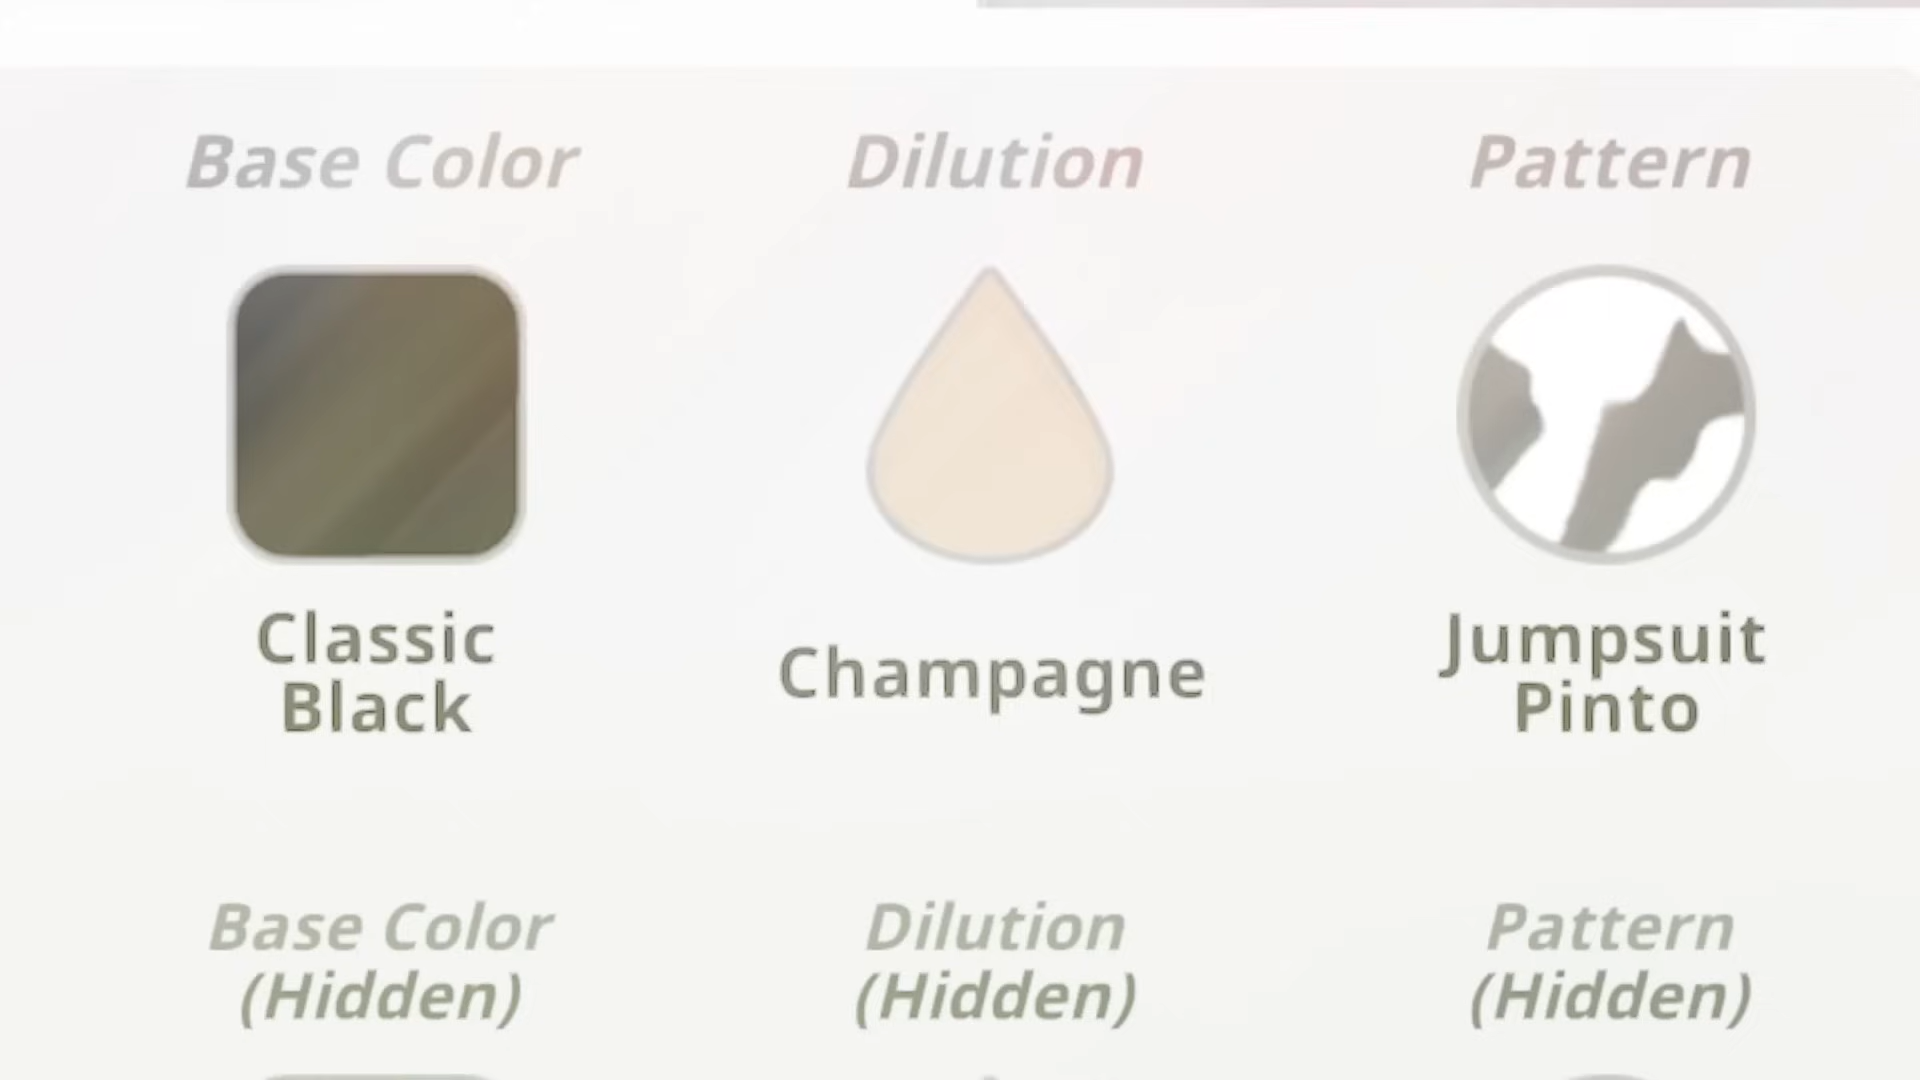 Base Color
Dilution
Pattern
Classic
Black
Champagne
Jumpsuit
Pinto
Base Color
(Hidden)
Dilution
(Hidden)
Pattern
(Hidden)